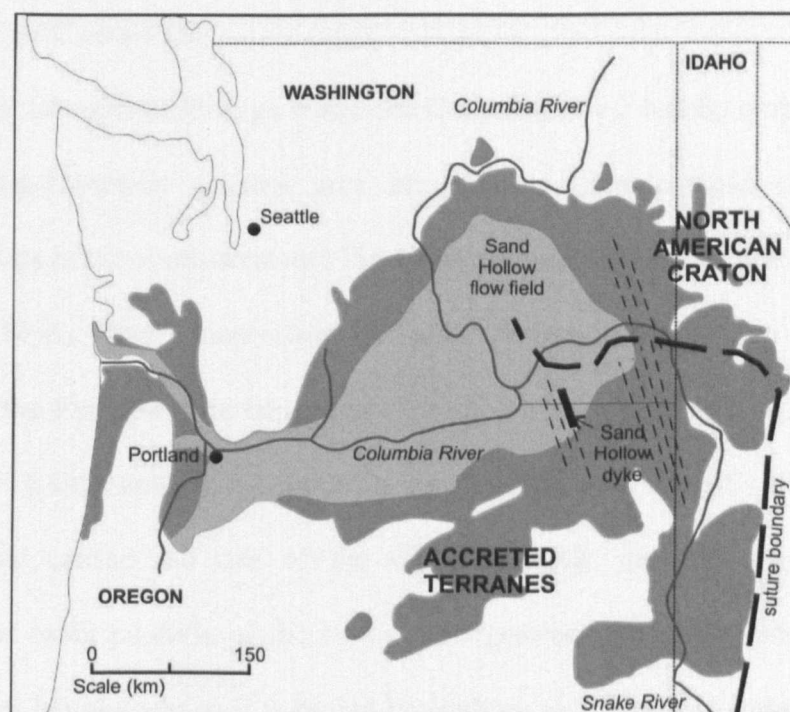 WASHINGTON
IDAHO
Columbia River
Seattle
NORTH
AMERICAN
CRATON
Sand
Hollow
flow field
Portland
Columbia River
Sand
Hollow
dyke
ACCRETED
TERRANES
OREGON
suture boundary
0 150
Scale (km)
Snake River